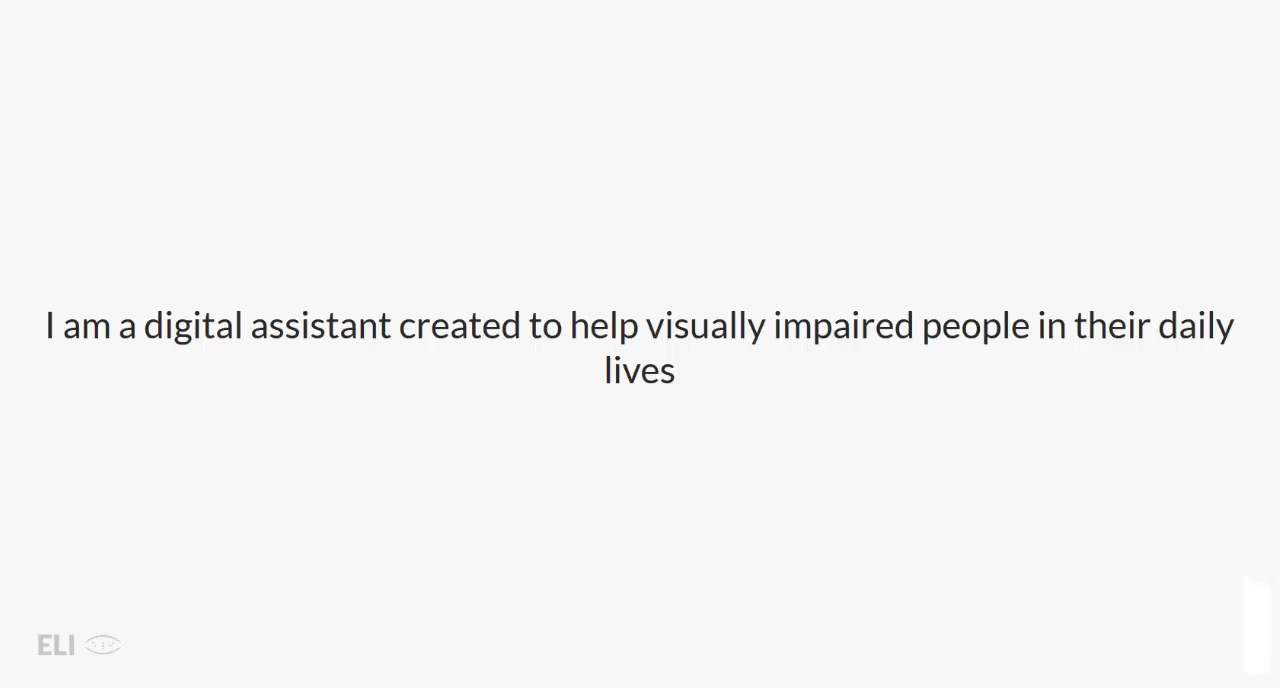 I am a digital assistant created to help visually impaired people in their daily
lives
ELI